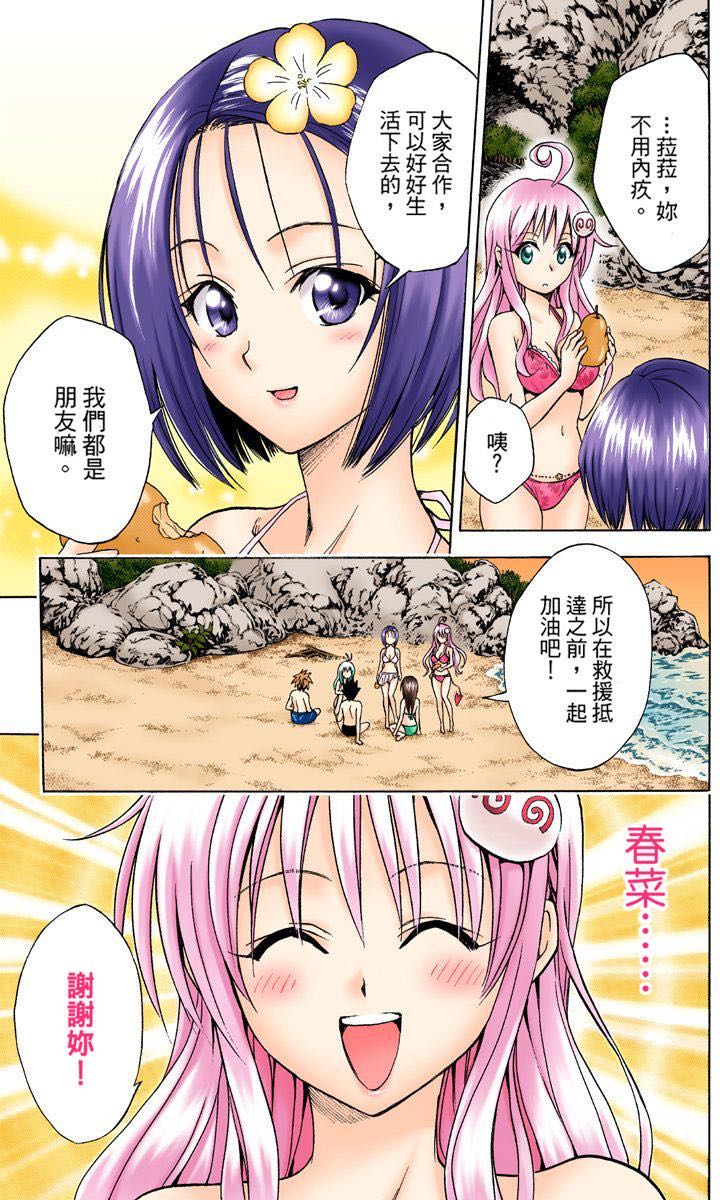 …菈菈，妳
不用內疚。
咦？
大家合作，
可以好好生
活下去的，
我們都是
朋友嘛。
所以在救援抵
達之前，一起
加油吧！
春菜……
謝謝妳！